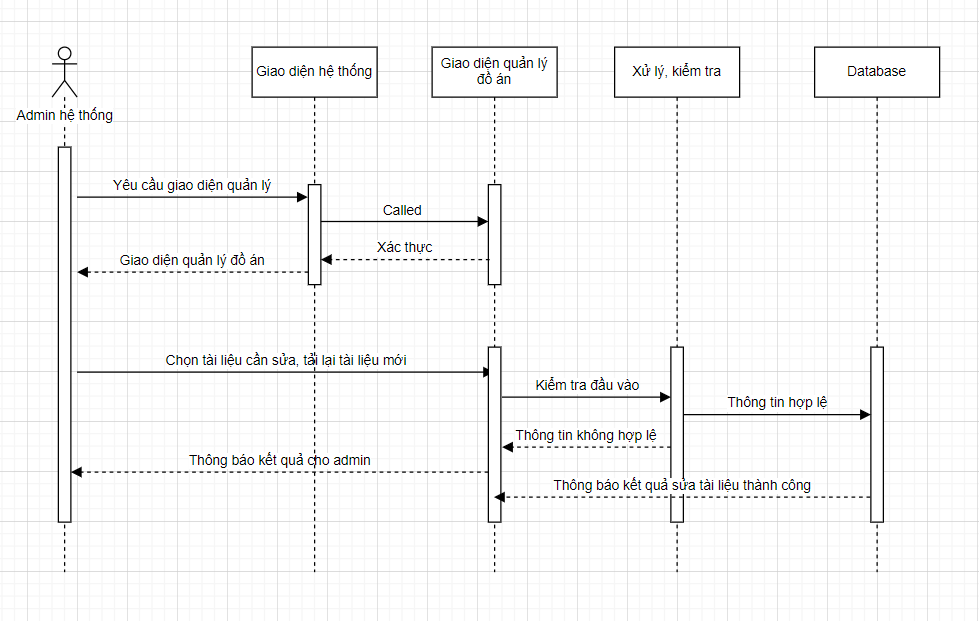 Admin hệ thống
Giao diện hệ thống
Giao diện quản lý
đồ án
Xử lý, kiểm tra
Database
Yêu cầu giao diện quản lý
Called
Xác thực
Giao diện quản lý đồ án
Chọn tài liệu cần sửa, tải lại tài liệu mới
Kiểm tra đầu vào
Thông tin hợp lệ
Thông tin không hợp lệ
Thông báo kết quả cho admin
Thông báo kết quả sửa tài liệu thành công